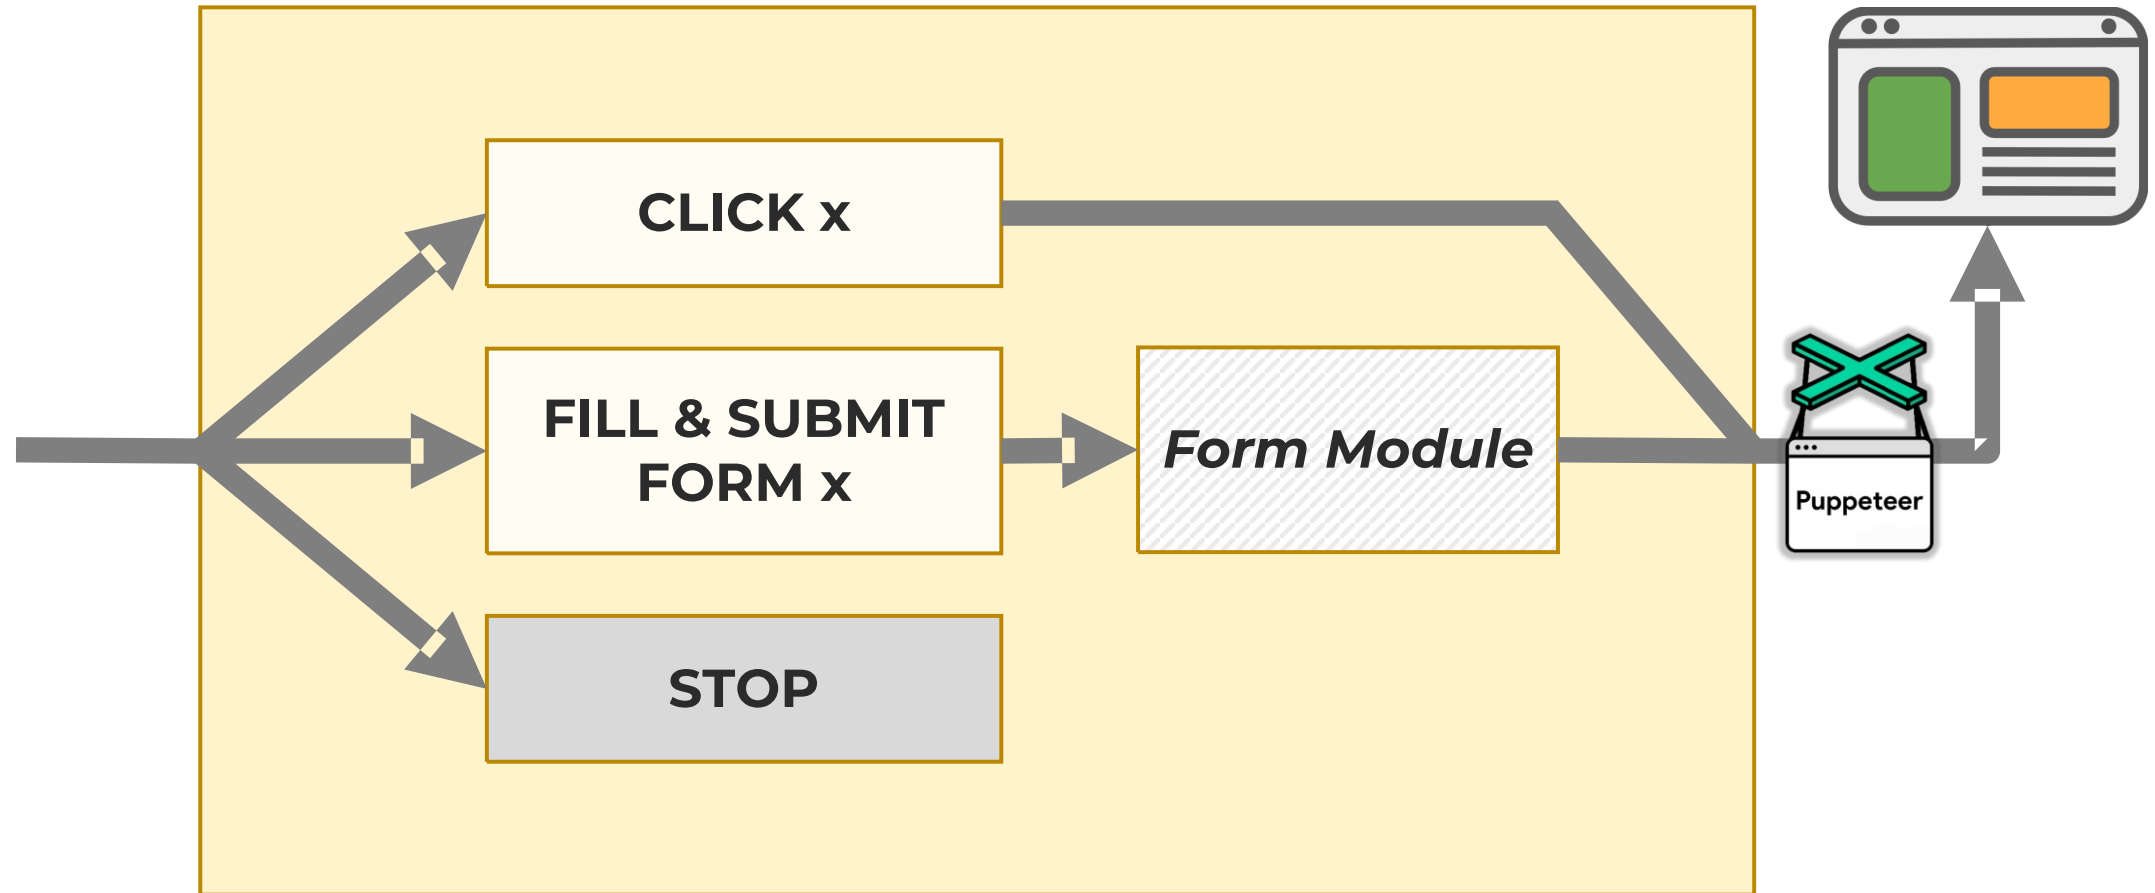 CLICK x
FILL & SUBMIT
FORM x
Form Module
Puppeteer
STOP